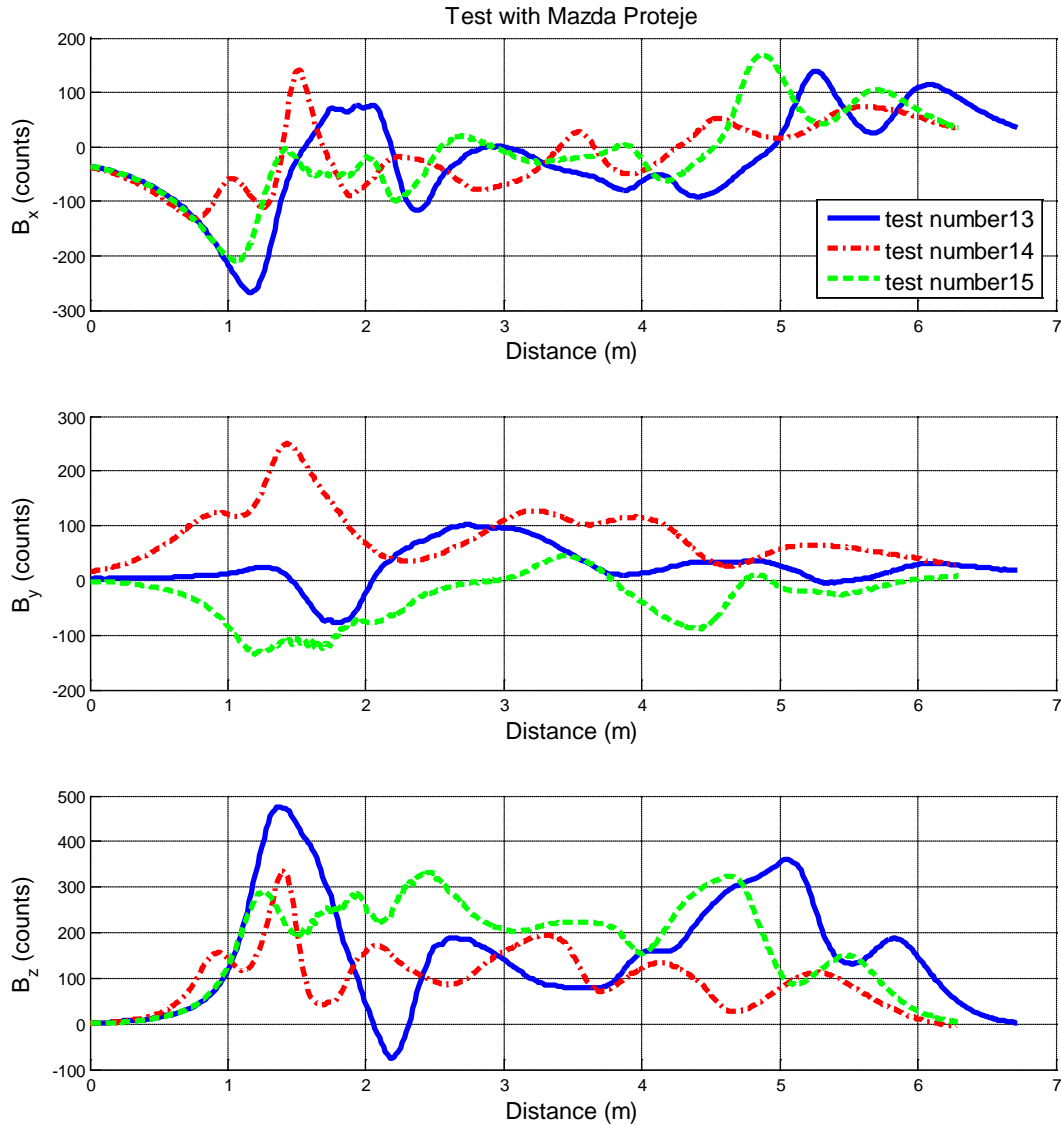 Test with Mazda Proteje
200
100
0
-100
-200
-300
B_x (counts)
0 1 2 3 4 5 6 7
Distance (m)
test number13
test number14
test number15
300
200
100
0
-100
-200
B_y (counts)
0 1 2 3 4 5 6 7
Distance (m)
500
400
300
200
100
0
-100
B_z (counts)
0 1 2 3 4 5 6 7
Distance (m)